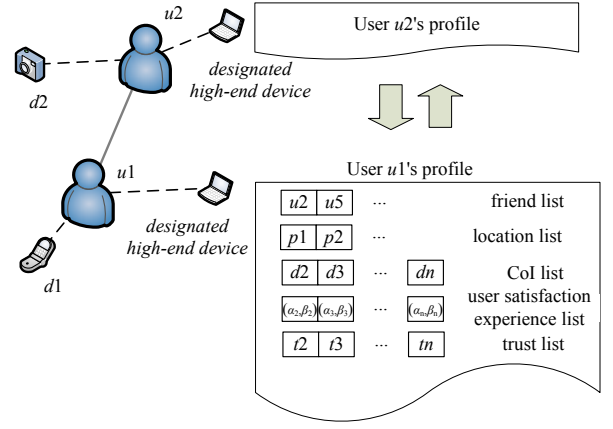 u2
User u2's profile
designated
high-end device
d2
u1
User u1's profile
designated
high-end device
d1
u2 u5 ... friend list
p1 p2 ... location list
d2 d3 ... dn CoI list
user satisfaction
(α2,β2) (α3,β3) ... (αn,βn)
experience list
t2 t3 ... tn trust list